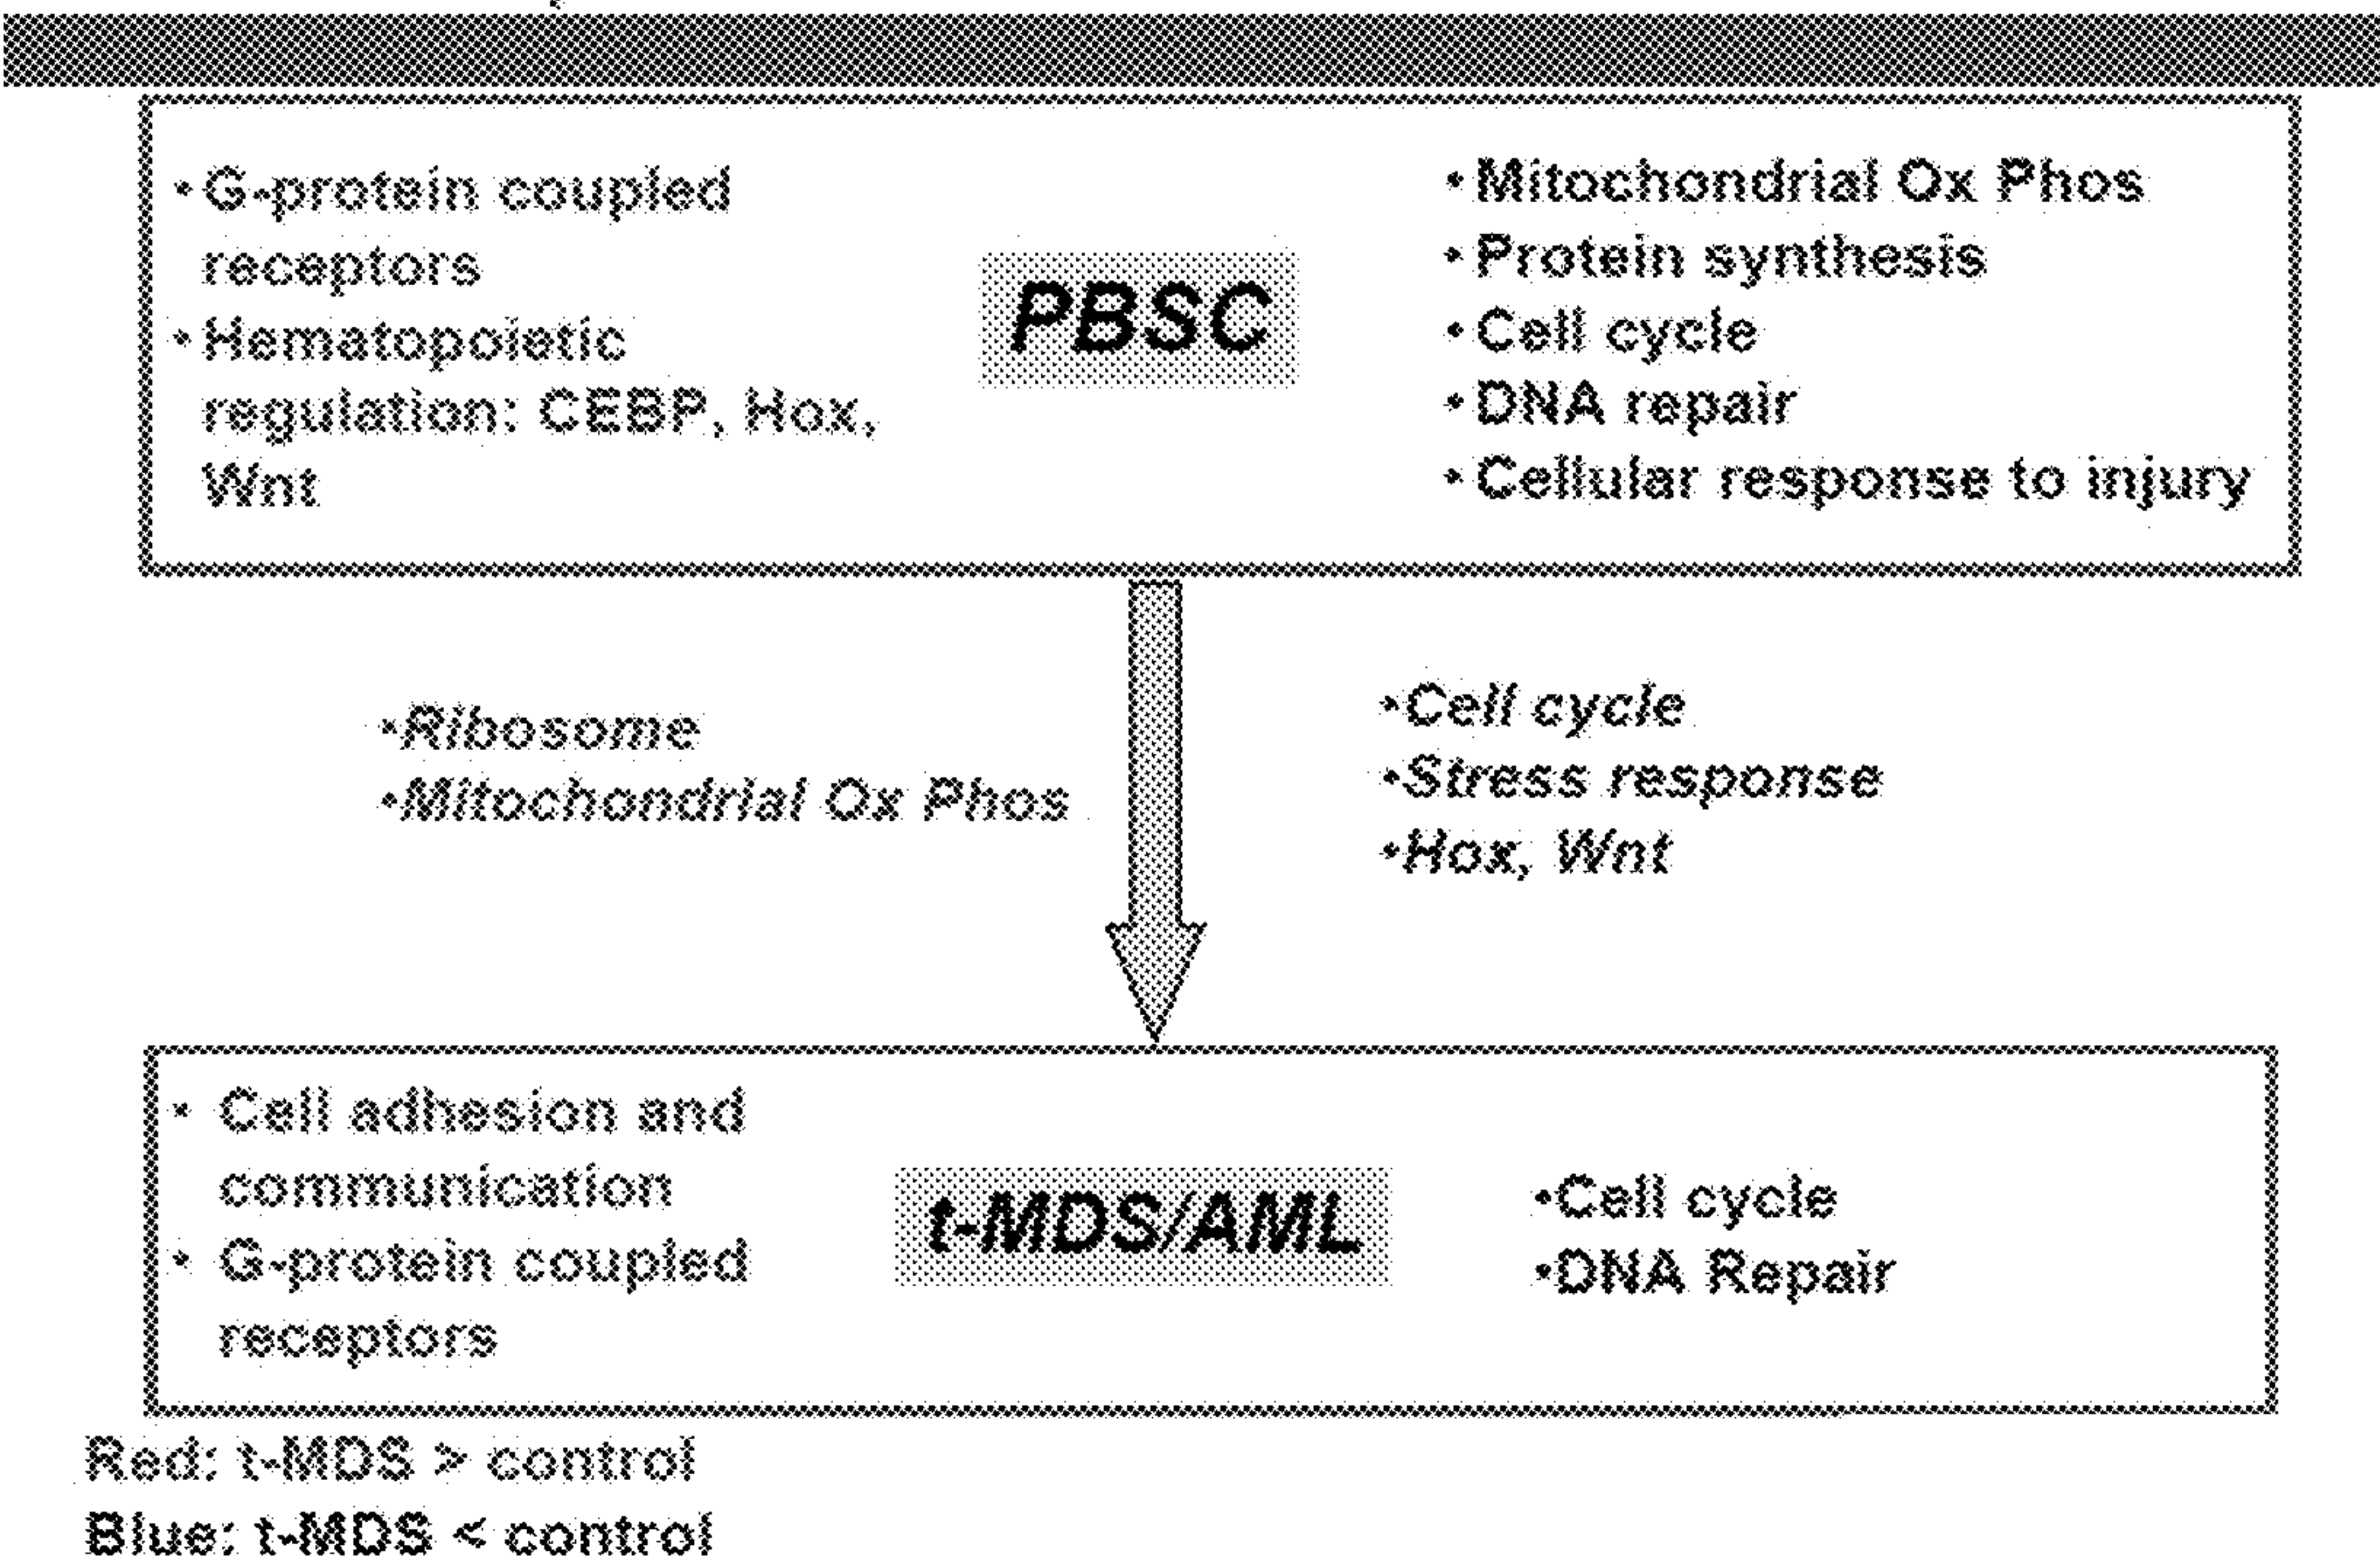 • G-protein coupled
receptors
• Hematopoietic
regulation: CEBP, Hox,
Wnt
PBSC
• Mitochondrial Ox Phos
• Protein synthesis
• Cell cycle
• DNA repair
• Cellular response to injury
•Ribosome
•Mitochondrial Ox Phos
•Cell cycle
•Stress response
•Hox, Wnt
• Cell adhesion and
communication
• G-protein coupled
receptors
t-MDS/AML
•Cell cycle
•DNA Repair
Red: t-MDS > control
Blue: t-MDS < control